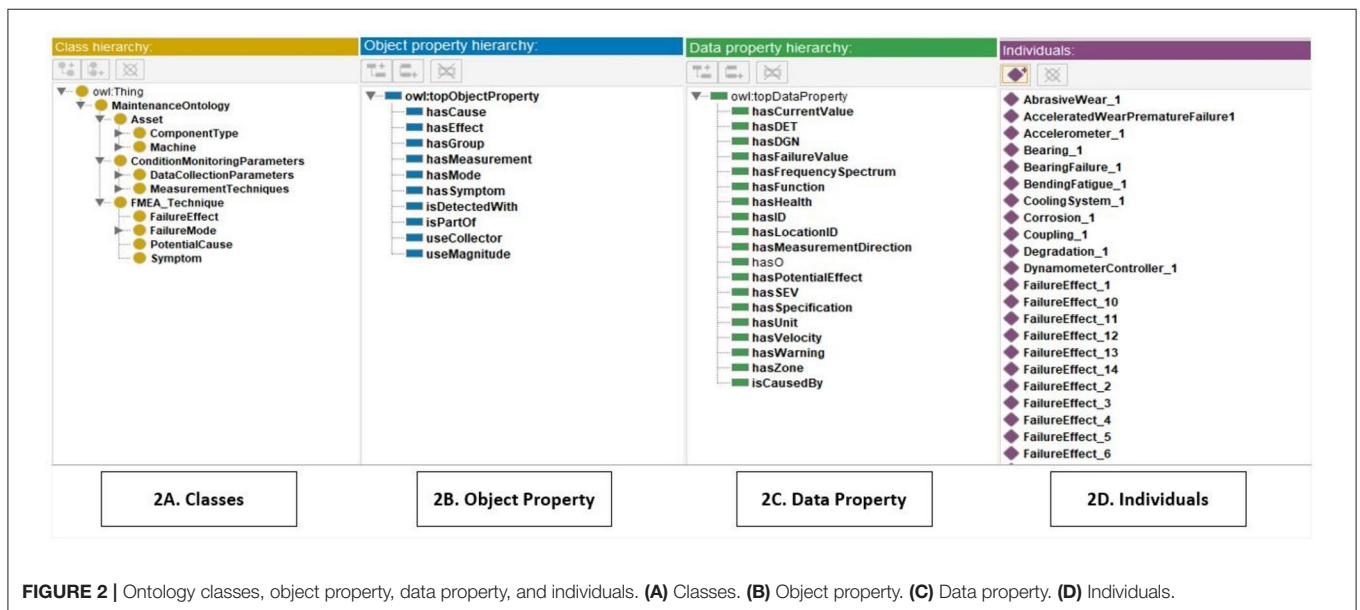 Class hierarchy:
owl:Thing
MaintenanceOntology
Asset
ComponentType
Machine
ConditionMonitoringParameters
DataCollectionParameters
MeasurementTechniques
FMEA_Technique
FailureEffect
FailureMode
PotentialCause
Symptom
Object property hierarchy:
owl:topObjectProperty
hasCause
hasEffect
hasGroup
hasMeasurement
hasMode
hasSymptom
isDetectedWith
isPartOf
useCollector
useMagnitude
Data property hierarchy:
owl:topDataProperty
hasCurrentValue
hasDET
hasDGN
hasFailureValue
hasFrequencySpectrum
hasFunction
hasHealth
hasID
hasLocationID
hasMeasurementDirection
hasO
hasPotentialEffect
hasSEV
hasSpecification
hasUnit
hasVelocity
hasWarning
hasZone
isCausedBy
Individuals:
AbrasiveWear_1
AcceleratedWearPrematureFailure1
Accelerometer_1
Bearing_1
BearingFailure_1
BendingFatigue_1
CoolingSystem_1
Corrosion_1
Coupling_1
Degradation_1
DynamometerController_1
FailureEffect_1
FailureEffect_10
FailureEffect_11
FailureEffect_12
FailureEffect_13
FailureEffect_14
FailureEffect_2
FailureEffect_3
FailureEffect_4
FailureEffect_5
FailureEffect_6
2A. Classes
2B. Object Property
2C. Data Property
2D. Individuals
FIGURE 2 | Ontology classes, object property, data property, and individuals. (A) Classes. (B) Object property. (C) Data property. (D) Individuals.